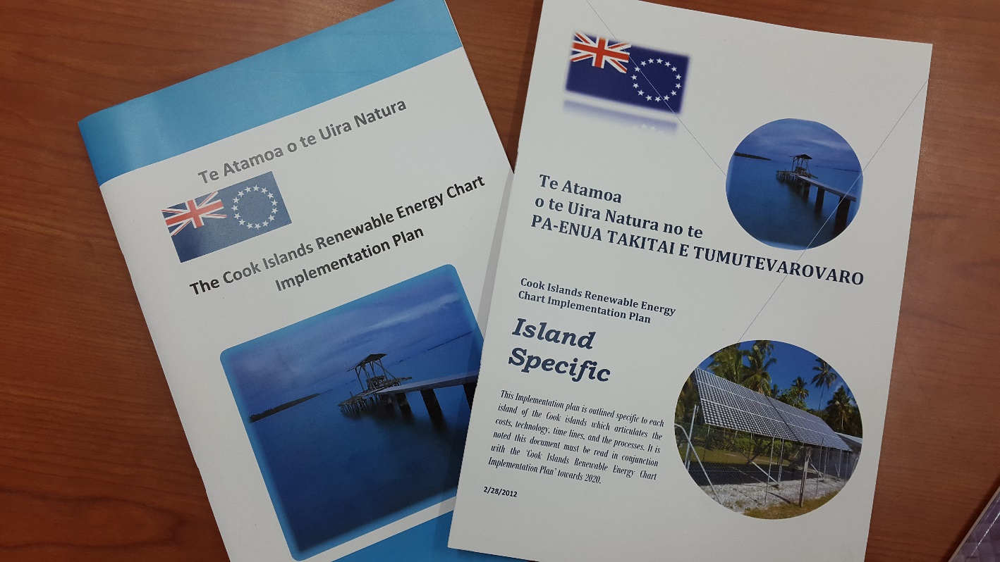 Te Atamoa o te Uira Natura
The Cook Islands Renewable Energy Chart
Implementation Plan
Te Atamoa
o te Uira Natura no te
PA-ENUA TAKITAI E TUMUTEVAROVARO
Cook Islands Renewable Energy
Chart Implementation Plan
Island
Specific
This Implementation plan is outlined specific to each
island of the Cook islands which articulates the
costs, technology, time lines, and the processes. It is
noted this document must be read in conjunction
with the 'Cook Islands Renewable Energy Chart
Implementation Plan' towards 2020.
2/28/2012